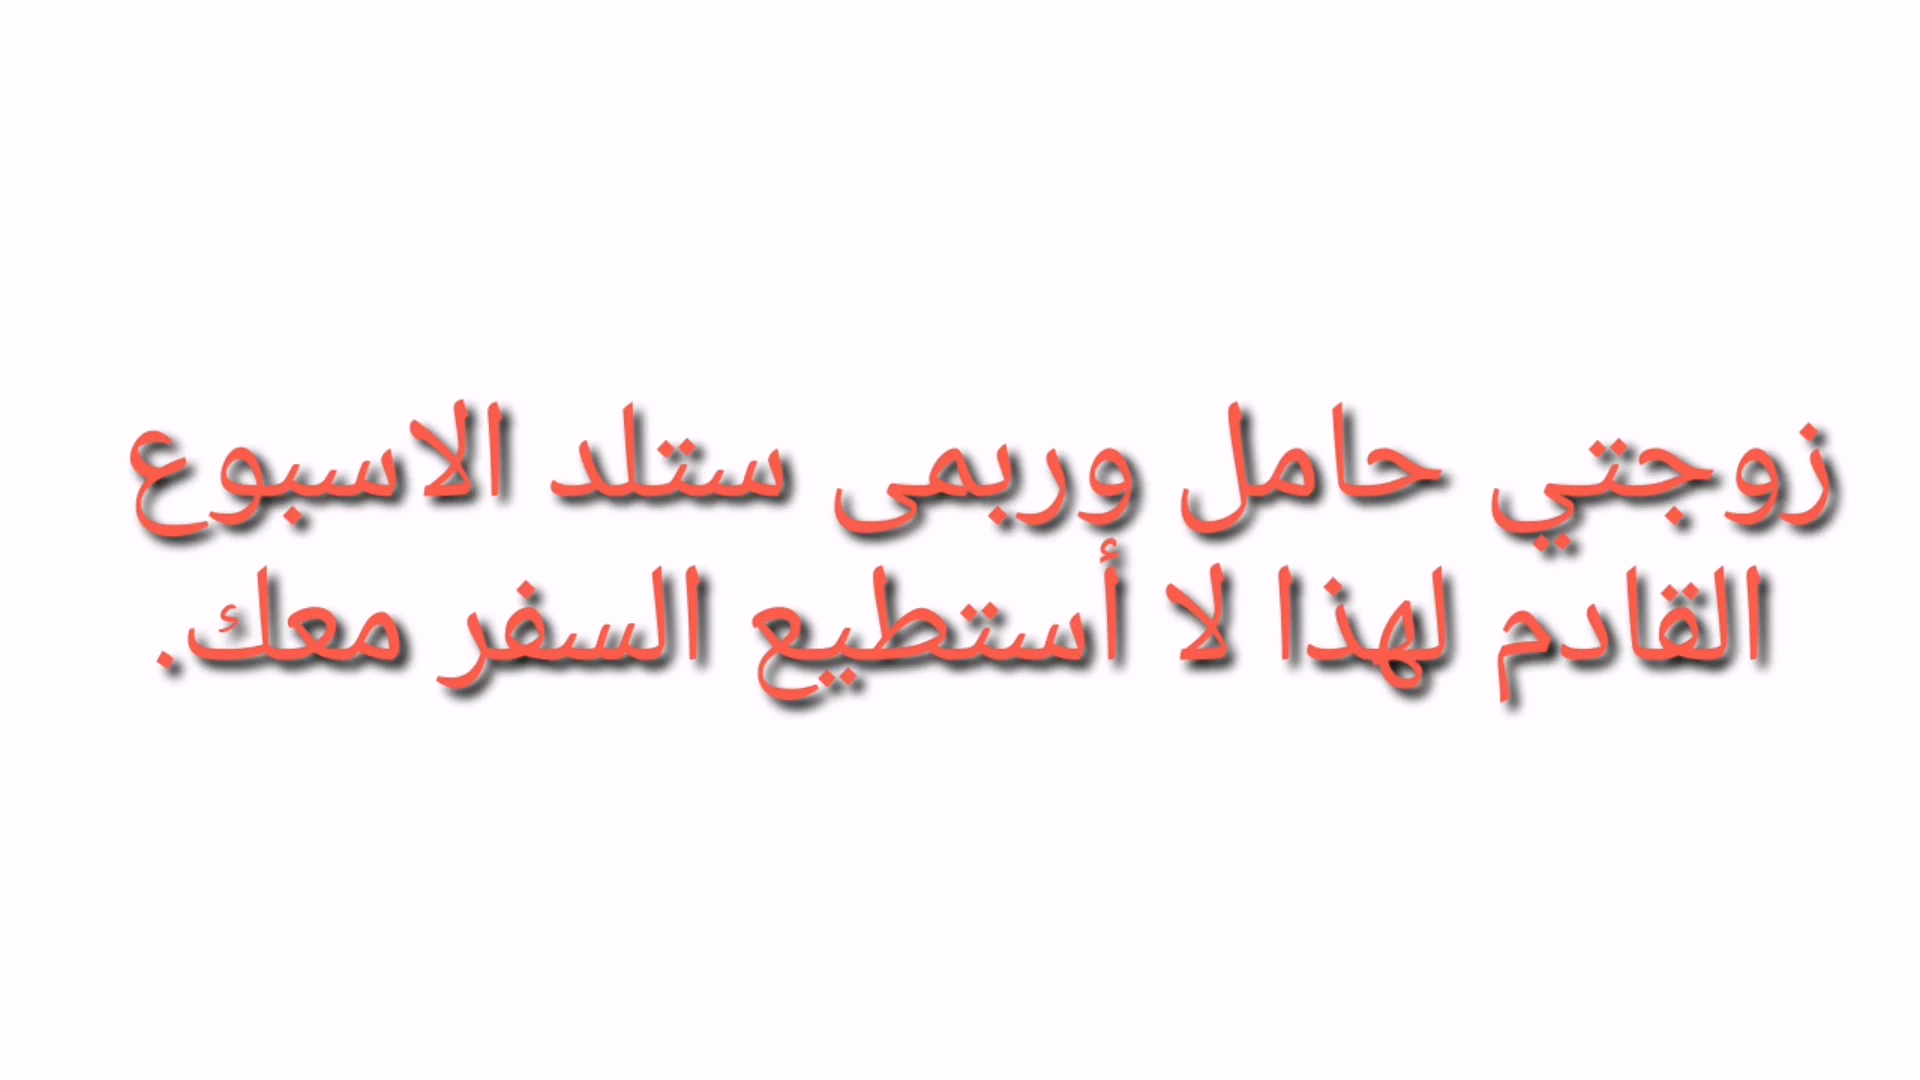 زوجتي حامل وربمى ستلد الاسبوع
القادم لهذا لا أستطيع السفر معك.